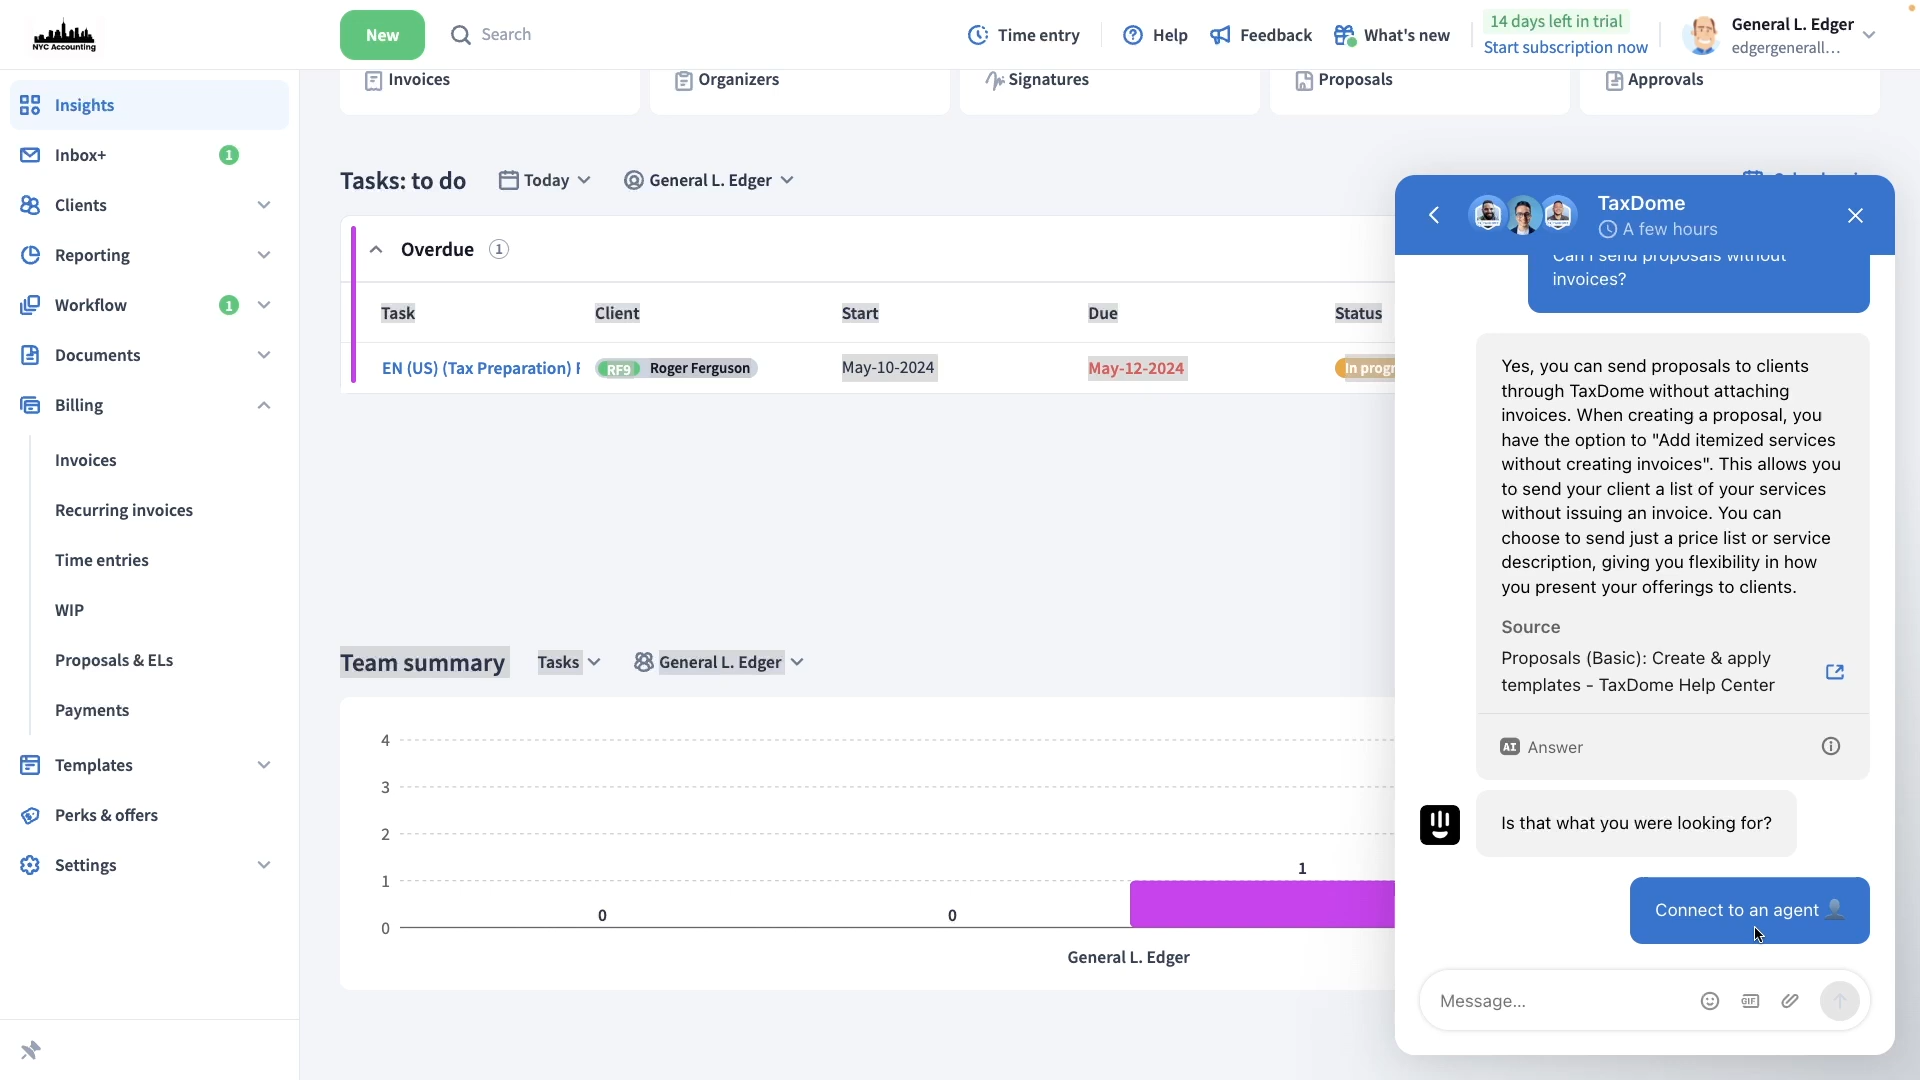 NYC Accounting
New
Search
Time entry
Help
Feedback
What's new
14 days left in trial
Start subscription now
General L. Edger
edgergenerall...
Insights
Inbox+
1
Clients
Reporting
Workflow
1
Documents
Billing
Invoices
Recurring invoices
Time entries
WIP
Proposals & ELs
Payments
Templates
Perks & offers
Settings
Invoices
Organizers
Signatures
Proposals
Approvals
Tasks: to do
Today
General L. Edger
Overdue
1
Task
Client
Start
Due
Status
EN (US) (Tax Preparation)
RF9
Roger Ferguson
May-10-2024
May-12-2024
In progr
Team summary
Tasks
General L. Edger
4
3
2
1
0
0
0
1
General L. Edger
TaxDome
A few hours
Can I send proposals without
invoices?
Yes, you can send proposals to clients
through TaxDome without attaching
invoices. When creating a proposal, you
have the option to "Add itemized services
without creating invoices". This allows you
to send your client a list of your services
without issuing an invoice. You can
choose to send just a price list or service
description, giving you flexibility in how
you present your offerings to clients.
Source
Proposals (Basic): Create & apply
templates - TaxDome Help Center
AI Answer
Is that what you were looking for?
Connect to an agent
Message...
GIF